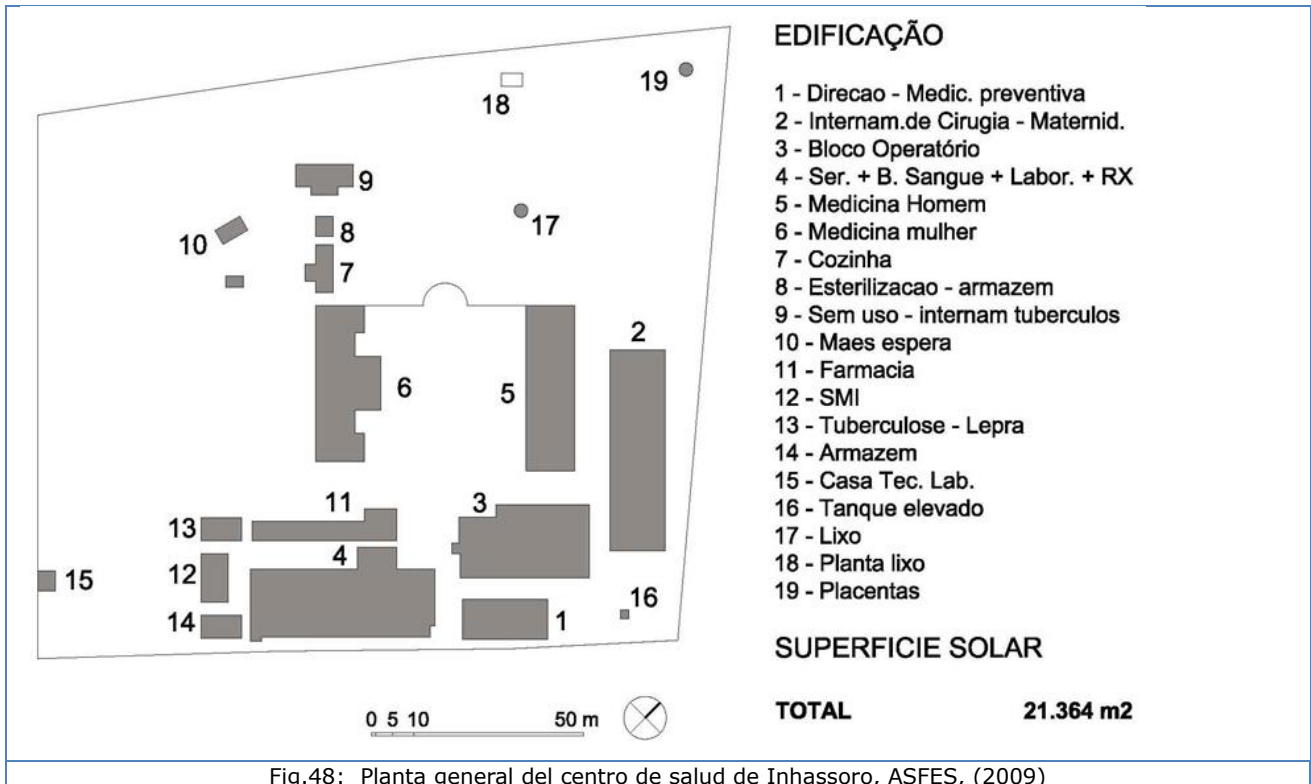 18
19
9
10
8
17
7
2
6
5
11
3
13
4
12
15
16
14
1
0 5 10 50 m
EDIFICAÇÃO
1 - Direcao - Medic. preventiva
2 - Internam.de Cirugia - Maternid.
3 - Bloco Operatório
4 - Ser. + B. Sangue + Labor. + RX
5 - Medicina Homem
6 - Medicina mulher
7 - Cozinha
8 - Esterilizacao - armazem
9 - Sem uso - internam tuberculos
10 - Maes espera
11 - Farmacia
12 - SMI
13 - Tuberculose - Lepra
14 - Armazem
15 - Casa Tec. Lab.
16 - Tanque elevado
17 - Lixo
18 - Planta lixo
19 - Placentas
SUPERFICIE SOLAR
TOTAL 21.364 m2
Fig.48: Planta general del centro de salud de Inhassoro, ASFES, (2009)